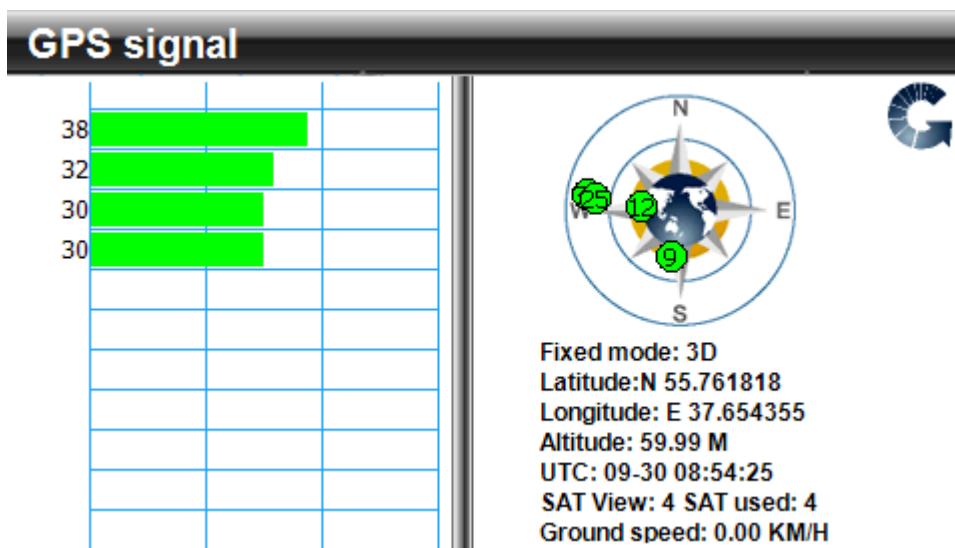 GPS signal
38
32
30
30
N
W
E
S
25
12
9
Fixed mode: 3D
Latitude:N 55.761818
Longitude: E 37.654355
Altitude: 59.99 M
UTC: 09-30 08:54:25
SAT View: 4 SAT used: 4
Ground speed: 0.00 KM/H